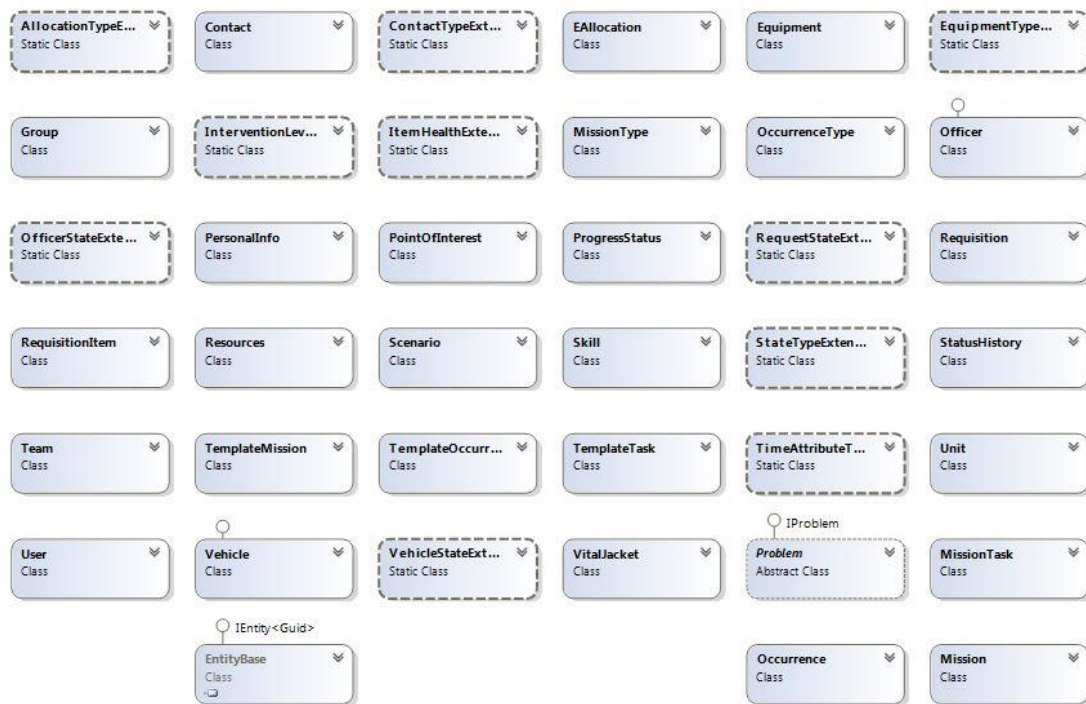 AllocationTypeE...
Static Class
Contact
Class
ContactTypeExt...
Static Class
EAllocation
Class
Equipment
Class
EquipmentType...
Static Class
Group
Class
InterventionLev...
Static Class
ItemHealthExte...
Static Class
MissionType
Class
OccurrenceType
Class
Officer
Class
OfficerStateExte...
Static Class
PersonalInfo
Class
PointOfInterest
Class
ProgressStatus
Class
RequestStateExt...
Static Class
Requisition
Class
RequisitionItem
Class
Resources
Class
Scenario
Class
Skill
Class
StateTypeExten...
Static Class
StatusHistory
Class
Team
Class
TemplateMission
Class
TemplateOccurr...
Class
TemplateTask
Class
TimeAttributeT...
Static Class
Unit
Class
User
Class
Vehicle
Class
VehicleStateExt...
Static Class
VitalJacket
Class
IProblem
Problem
Abstract Class
MissionTask
Class
IEntity<Guid>
EntityBase
Class
Occurrence
Class
Mission
Class